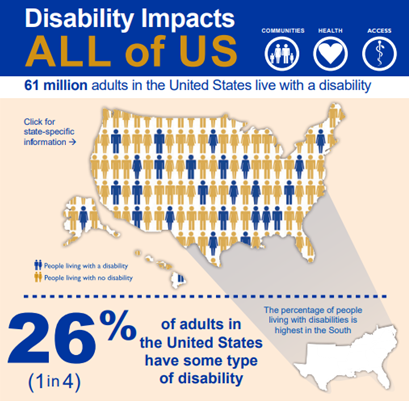 Disability Impacts
ALL of US
COMMUNITIES
HEALTH
ACCESS
61 million adults in the United States live with a disability
Click for
state-specific
information →
People living with a disability
People living with no disability
26%
(1in 4)
of adults in
the United States
have some type
of disability
The percentage of people
living with disabilities is
highest in the South